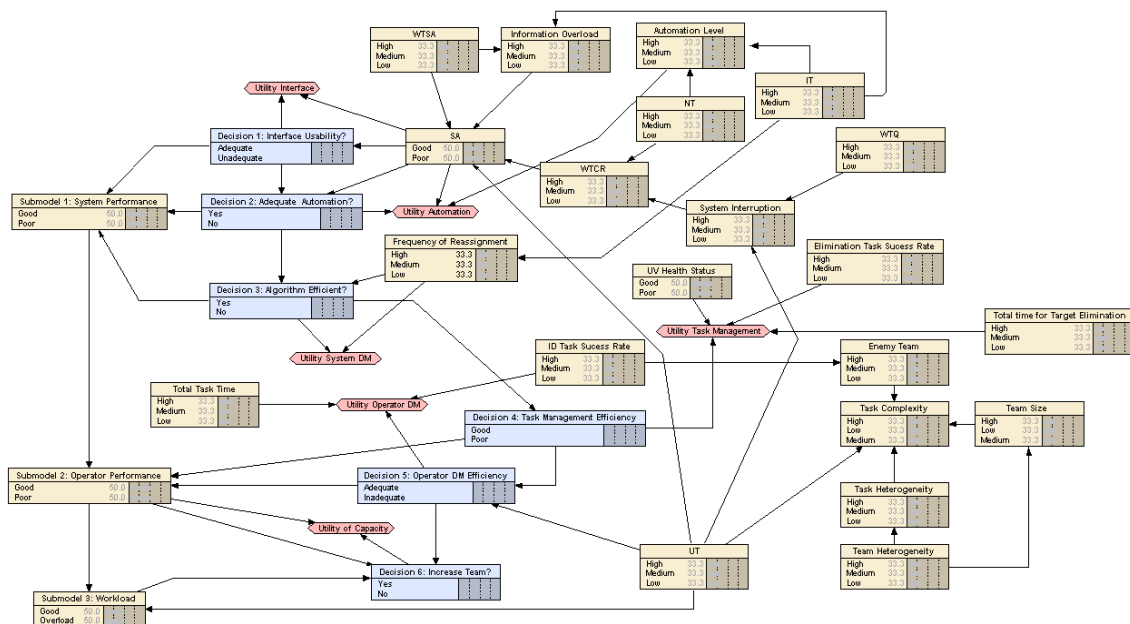 WTSA
High 33.3
Medium 33.3
Low 33.3
Information Overload
High 33.3
Medium 33.3
Low 33.3
Automation Level
High 33.3
Medium 33.3
Low 33.3
IT
High 33.3
Medium 33.3
Low 33.3
Utility Interface
NT
High 33.3
Medium 33.3
Low 33.3
Decision 1: Interface Usability?
Adequate
Unadequate
SA
Good 50.0
Poor 50.0
WTQ
High 33.3
Medium 33.3
Low 33.3
WTCR
High 33.3
Medium 33.3
Low 33.3
Submodel 1: System Performance
Good 50.0
Poor 50.0
Decision 2: Adequate Automation?
Yes
No
Utility Automation
System Interruption
High 33.3
Medium 33.3
Low 33.3
Frequency of Reassignment
High 33.3
Medium 33.3
Low 33.3
Elimination Task Sucess Rate
High 33.3
Medium 33.3
Low 33.3
UV Health Status
Good 50.0
Poor 50.0
Decision 3: Algorithm Efficient?
Yes
No
Total time for Target Elimination
High 33.3
Medium 33.3
Low 33.3
Utility Task Management
Utility System DM
ID Task Sucess Rate
High 33.3
Medium 33.3
Low 33.3
Enemy Team
High 33.3
Medium 33.3
Low 33.3
Total Task Time
High 33.3
Medium 33.3
Low 33.3
Utility Operator DM
Decision 4: Task Management Efficiency
Good
Poor
Task Complexity
High 33.3
Low 33.3
Medium 33.3
Team Size
High 33.3
Low 33.3
Medium 33.3
Submodel 2: Operator Performance
Good 50.0
Poor 50.0
Decision 5: Operator DM Efficiency
Adequate
Inadequate
Task Heterogeneity
High 33.3
Medium 33.3
Low 33.3
Utility of Capacity
UT
High 33.3
Medium 33.3
Low 33.3
Team Heterogeneity
High 33.3
Medium 33.3
Low 33.3
Decision 6: Increase Team?
Yes
No
Submodel 3: Workload
Good 50.0
Overload 50.0